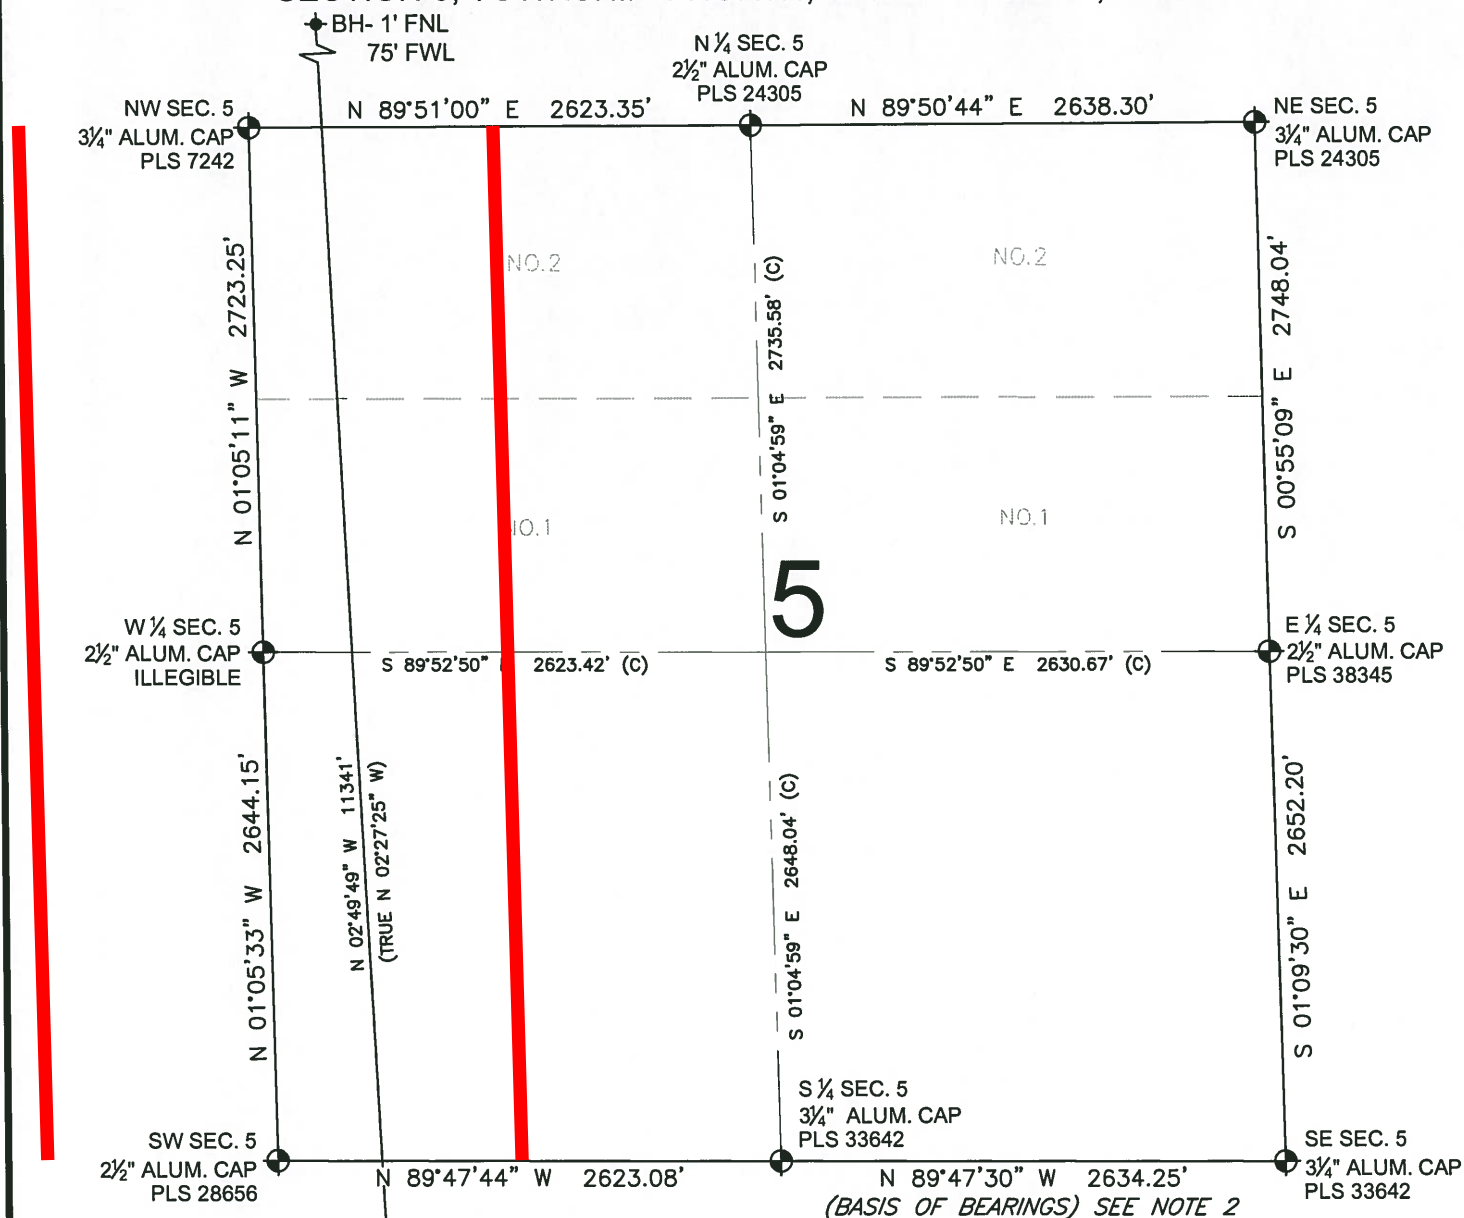 BH- 1' FNL
75' FWL
N ¼ SEC. 5
2½" ALUM. CAP
PLS 24305
NW SEC. 5
3¼" ALUM. CAP
PLS 7242
N 89°51'00" E 2623.35'
N 89°50'44" E 2638.30'
NE SEC. 5
3¼" ALUM. CAP
PLS 24305
N 01°05'11" W 2723.25'
NO.2
S 01°04'59" E 2735.58' (C)
NO.2
S 00°55'09" E 2748.04'
NO.1
NO.1
5
W ¼ SEC. 5
2½" ALUM. CAP
ILLEGIBLE
S 89°52'50" 2623.42' (C)
S 89°52'50" E 2630.67' (C)
E ¼ SEC. 5
2½" ALUM. CAP
PLS 38345
N 01°05'33" W 2644.15'
N 02°49'49" W 11341'
(TRUE N 02°27'25" W)
S 01°04'59" E 2648.04' (C)
S 01°09'30" E 2652.20'
S ¼ SEC. 5
3¼" ALUM. CAP
PLS 33642
SW SEC. 5
2½" ALUM. CAP
PLS 28656
N 89°47'44" W 2623.08'
N 89°47'30" W 2634.25'
(BASIS OF BEARINGS) SEE NOTE 2
SE SEC. 5
3¼" ALUM. CAP
PLS 33642